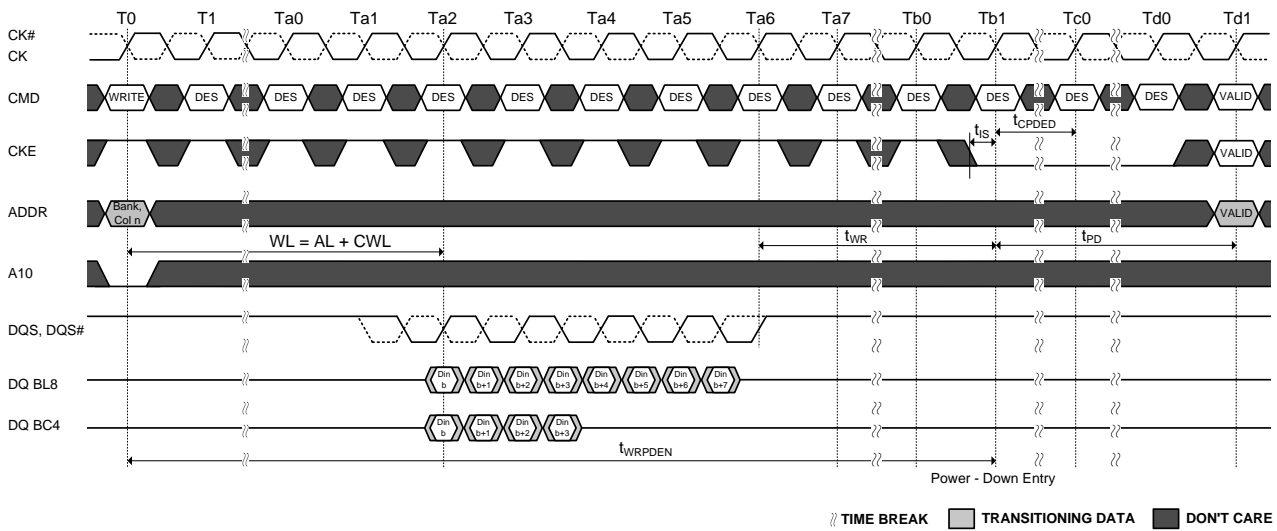 T0 T1 Ta0 Ta1 Ta2 Ta3 Ta4 Ta5 Ta6 Ta7 Tb0 Tb1 Tc0 Td0 Td1
CK#
CK
CMD WRITE DES DES DES DES DES DES DES DES DES DES DES DES DES VALID
tIS tCPDED
CKE VALID
ADDR Bank, Col n VALID
WL = AL + CWL tWR tPD
A10
DQS, DQS#
DQ BL8 Din b Din b+1 Din b+2 Din b+3 Din b+4 Din b+5 Din b+6 Din b+7
DQ BC4 Din b Din b+1 Din b+2 Din b+3
tWRPDEN
Power - Down Entry
TIME BREAK TRANSITIONING DATA DON'T CARE